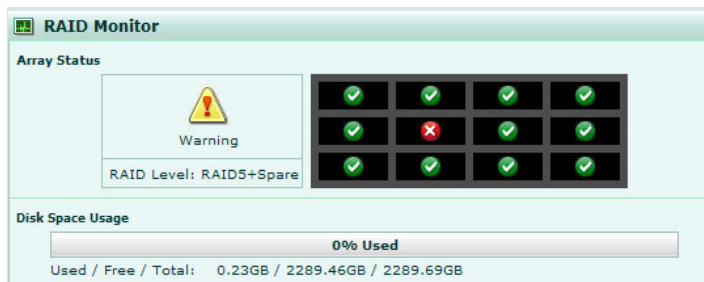 RAID Monitor
Array Status
Warning
RAID Level: RAID5+Spare
Disk Space Usage
0% Used
Used / Free / Total: 0.23GB / 2289.46GB / 2289.69GB